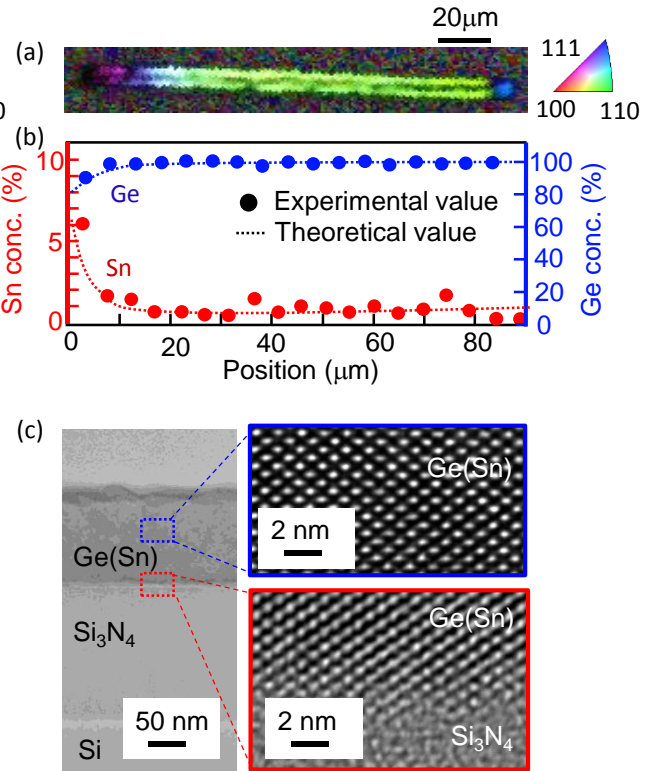 20μm
(a)
111
100
110
0
(b)
10
5
0
Sn conc. (%)
100
80
60
40
20
0
Ge conc. (%)
Ge
Sn
Experimental value
Theoretical value
0
20
40
60
80
Position (μm)
(c)
Ge(Sn)
Si₃N₄
50 nm
Si
Ge(Sn)
2 nm
Ge(Sn)
2 nm
Si₃N₄